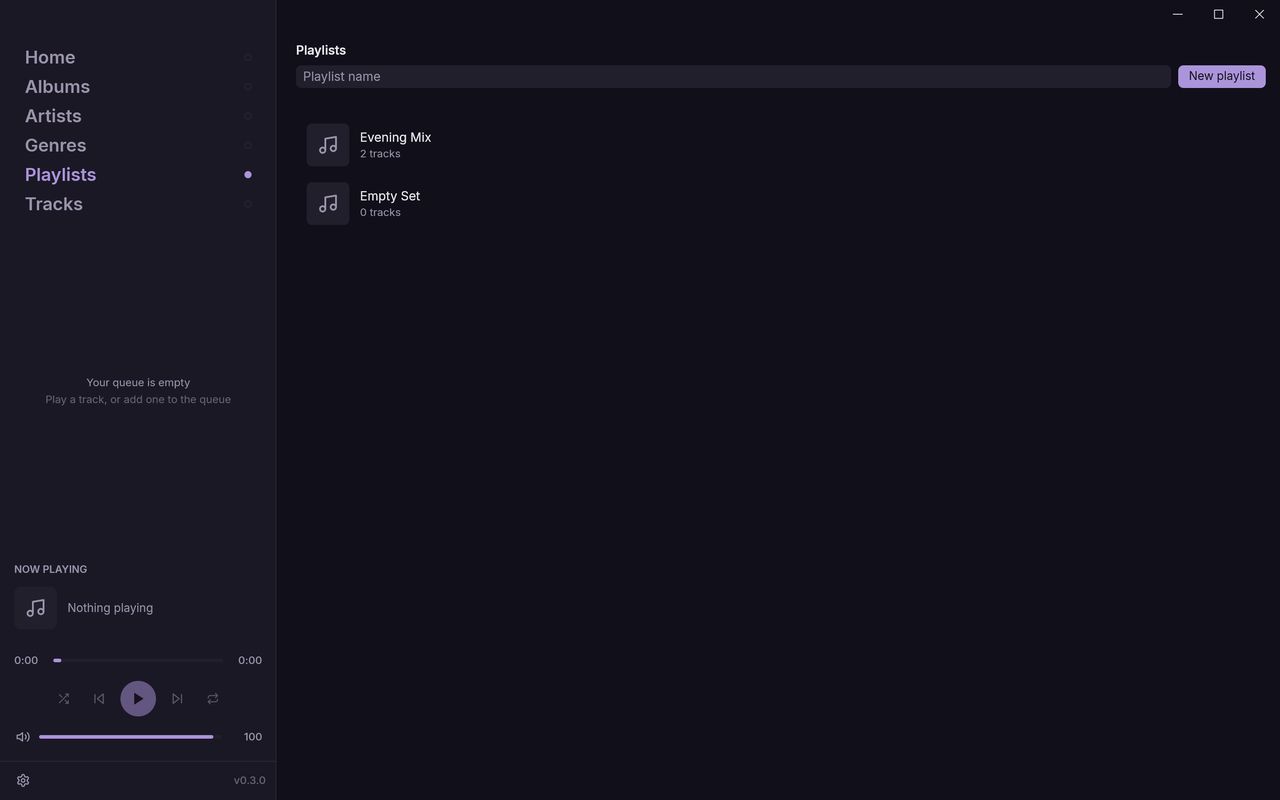 Home
Albums
Artists
Genres
Playlists
Tracks
Your queue is empty
Play a track, or add one to the queue
NOW PLAYING
Nothing playing
0:00 0:00
100
v0.3.0
Playlists
Playlist name New playlist
Evening Mix
2 tracks
Empty Set
0 tracks